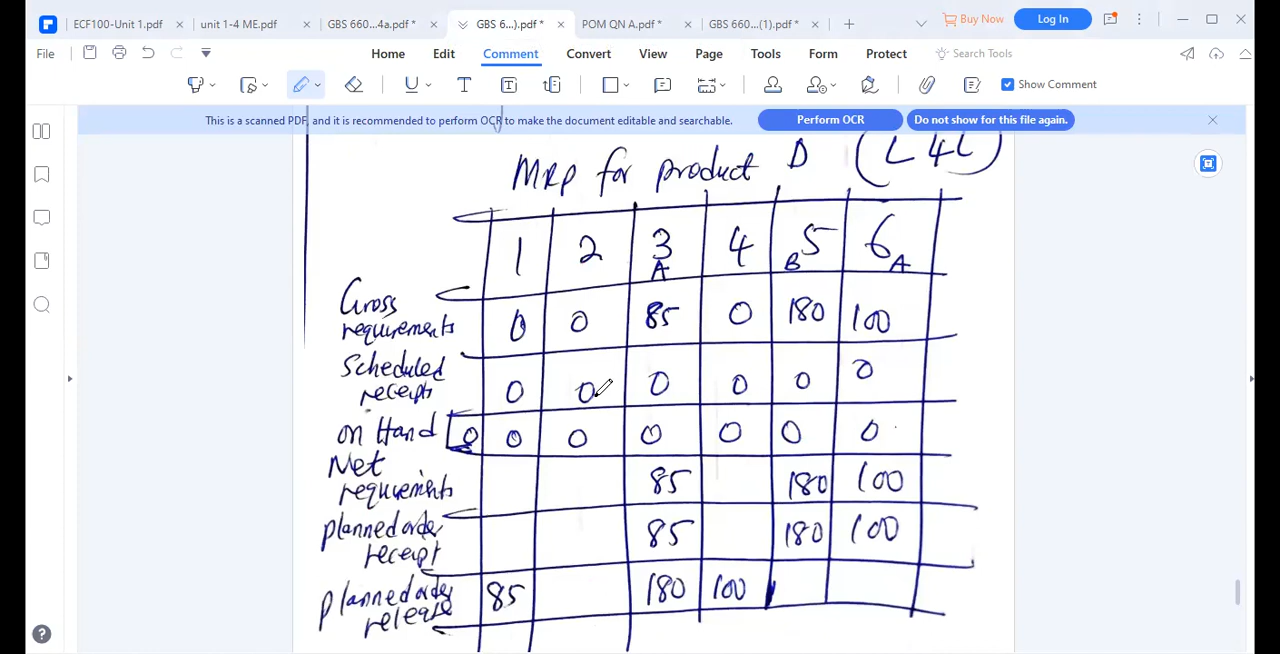 ECF100-Unit 1.pdf
unit 1-4 ME.pdf
GBS 660...4a.pdf *
GBS 6...).pdf *
POM QN A.pdf *
GBS 660...(1).pdf *
Buy Now
Log In
File
Home
Edit
Comment
Convert
View
Page
Tools
Form
Protect
Search Tools
Show Comment
This is a scanned PDF, and it is recommended to perform OCR to make the document editable and searchable.
Perform OCR
Do not show for this file again.
MRP for product D (L4L)
1 2 3 A 4 B 5 6 A
Gross requirements 0 0 85 0 180 100
Scheduled receipts 0 0 0 0 0 0
on Hand 0 0 0 0 0 0 0
Net requirements 85 180 100
planned order receipt 85 180 100
planned order release 85 180 100